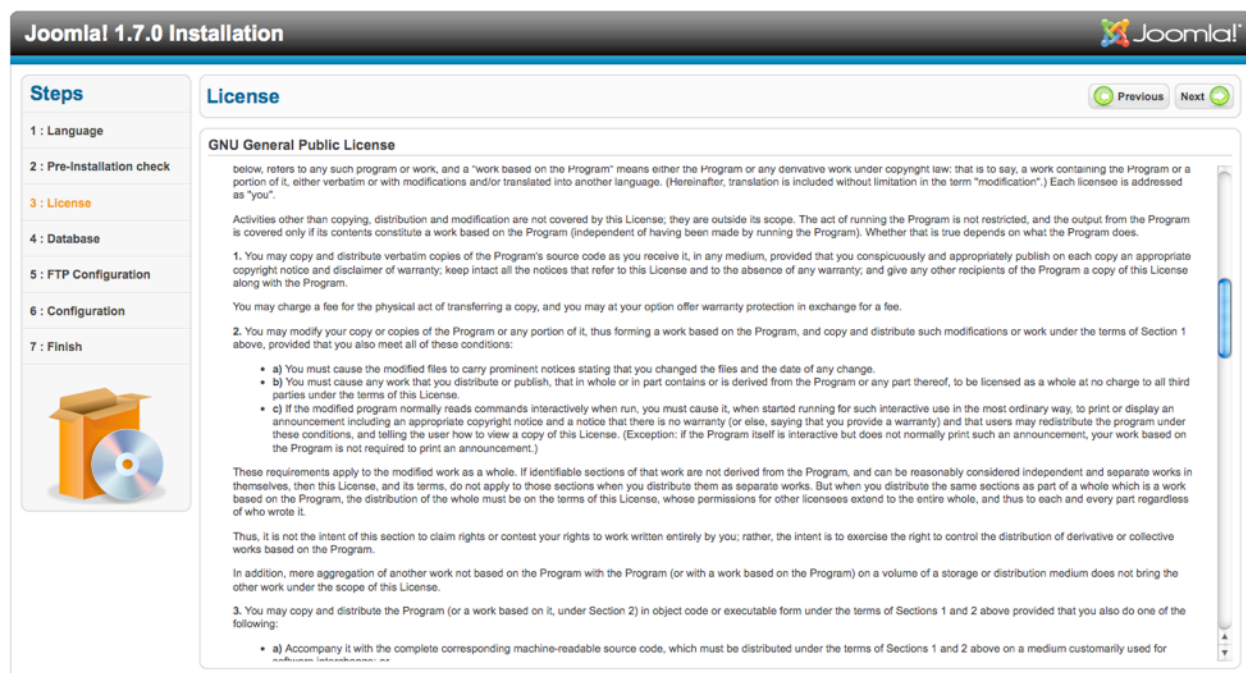 Joomla! 1.7.0 Installation
Joomla!
Steps
1 : Language
2 : Pre-Installation check
3 : License
4 : Database
5 : FTP Configuration
6 : Configuration
7 : Finish
License
Previous
Next
GNU General Public License
below, refers to any such program or work, and a "work based on the Program" means either the Program or any derivative work under copyright law: that is to say, a work containing the Program or a
portion of it, either verbatim or with modifications and/or translated into another language. (Hereinafter, translation is included without limitation in the term "modification".) Each licensee is addressed
as "you".
Activities other than copying, distribution and modification are not covered by this License; they are outside its scope. The act of running the Program is not restricted, and the output from the Program
is covered only if its contents constitute a work based on the Program (independent of having been made by running the Program). Whether that is true depends on what the Program does.
1. You may copy and distribute verbatim copies of the Program's source code as you receive it, in any medium, provided that you conspicuously and appropriately publish on each copy an appropriate
copyright notice and disclaimer of warranty; keep intact all the notices that refer to this License and to the absence of any warranty; and give any other recipients of the Program a copy of this License
along with the Program.
You may charge a fee for the physical act of transferring a copy, and you may at your option offer warranty protection in exchange for a fee.
2. You may modify your copy or copies of the Program or any portion of it, thus forming a work based on the Program, and copy and distribute such modifications or work under the terms of Section 1
above, provided that you also meet all of these conditions:
• a) You must cause the modified files to carry prominent notices stating that you changed the files and the date of any change.
• b) You must cause any work that you distribute or publish, that in whole or in part contains or is derived from the Program or any part thereof, to be licensed as a whole at no charge to all third
parties under the terms of this License.
• c) If the modified program normally reads commands interactively when run, you must cause it, when started running for such interactive use in the most ordinary way, to print or display an
announcement including an appropriate copyright notice and a notice that there is no warranty (or else, saying that you provide a warranty) and that users may redistribute the program under
these conditions, and telling the user how to view a copy of this License. (Exception: if the Program itself is interactive but does not normally print such an announcement, your work based on
the Program is not required to print an announcement.)
These requirements apply to the modified work as a whole. If identifiable sections of that work are not derived from the Program, and can be reasonably considered independent and separate works in
themselves, then this License, and its terms, do not apply to those sections when you distribute them as separate works. But when you distribute the same sections as part of a whole which is a work
based on the Program, the distribution of the whole must be on the terms of this License, whose permissions for other licensees extend to the entire whole, and thus to each and every part regardless
of who wrote it.
Thus, it is not the intent of this section to claim rights or contest your rights to work written entirely by you; rather, the intent is to exercise the right to control the distribution of derivative or collective
works based on the Program.
In addition, mere aggregation of another work not based on the Program with the Program (or with a work based on the Program) on a volume of a storage or distribution medium does not bring the
other work under the scope of this License.
3. You may copy and distribute the Program (or a work based on it, under Section 2) in object code or executable form under the terms of Sections 1 and 2 above provided that you also do one of the
following:
• a) Accompany it with the complete corresponding machine-readable source code, which must be distributed under the terms of Sections 1 and 2 above on a medium customarily used for
software interchange; or